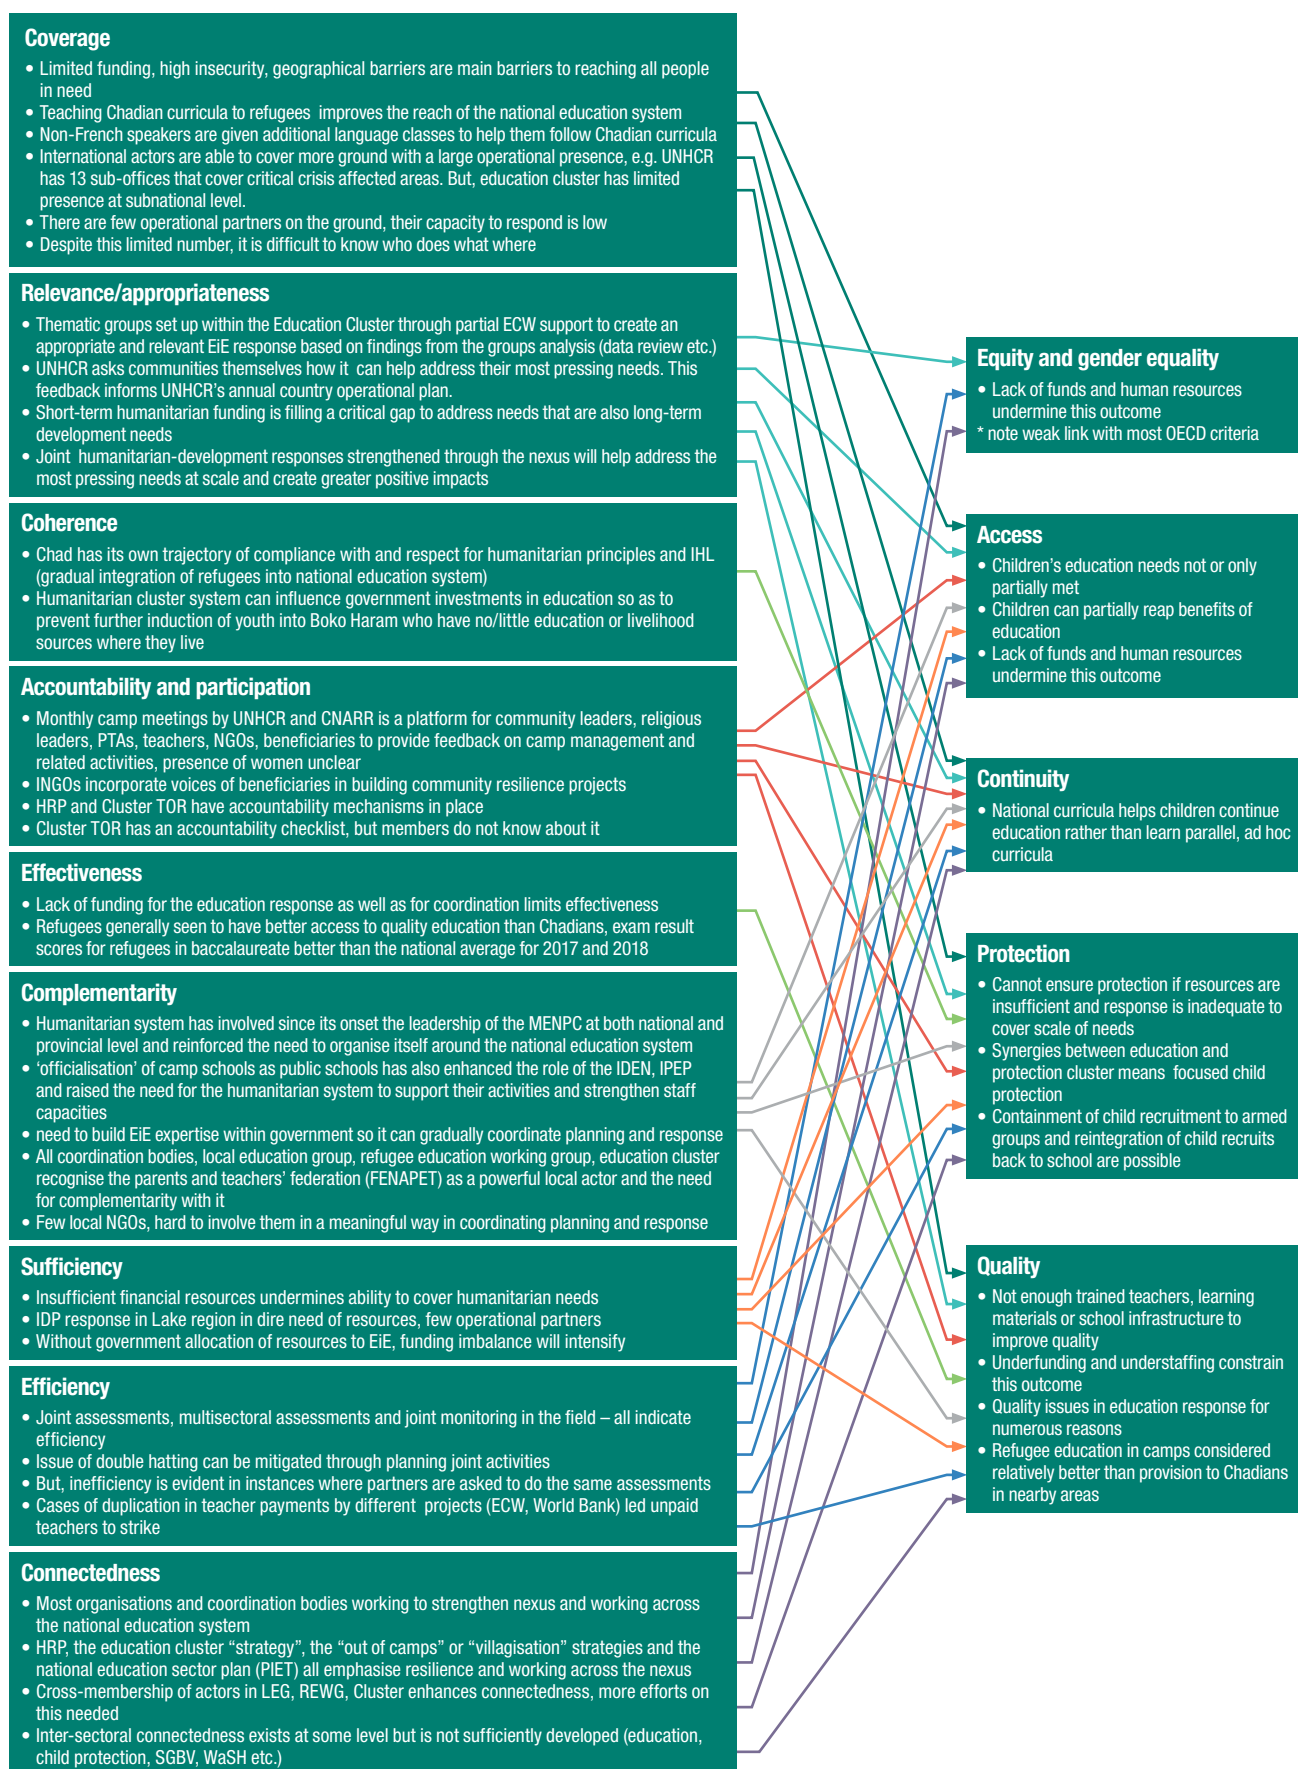 Coverage
• Limited funding, high insecurity, geographical barriers are main barriers to reaching all people
in need
• Teaching Chadian curricula to refugees improves the reach of the national education system
• Non-French speakers are given additional language classes to help them follow Chadian curricula
• International actors are able to cover more ground with a large operational presence, e.g. UNHCR
has 13 sub-offices that cover critical crisis affected areas. But, education cluster has limited
presence at subnational level.
• There are few operational partners on the ground, their capacity to respond is low
• Despite this limited number, it is difficult to know who does what where
Relevance/appropriateness
• Thematic groups set up within the Education Cluster through partial ECW support to create an
appropriate and relevant EiE response based on findings from the groups analysis (data review etc.)
• UNHCR asks communities themselves how it can help address their most pressing needs. This
feedback informs UNHCR's annual country operational plan.
• Short-term humanitarian funding is filling a critical gap to address needs that are also long-term
development needs
• Joint humanitarian-development responses strengthened through the nexus will help address the
most pressing needs at scale and create greater positive impacts
Coherence
• Chad has its own trajectory of compliance with and respect for humanitarian principles and IHL
(gradual integration of refugees into national education system)
• Humanitarian cluster system can influence government investments in education so as to
prevent further induction of youth into Boko Haram who have no/little education or livelihood
sources where they live
Accountability and participation
• Monthly camp meetings by UNHCR and CNARR is a platform for community leaders, religious
leaders, PTAs, teachers, NGOs, beneficiaries to provide feedback on camp management and
related activities, presence of women unclear
• INGOs incorporate voices of beneficiaries in building community resilience projects
• HRP and Cluster TOR have accountability mechanisms in place
• Cluster TOR has an accountability checklist, but members do not know about it
Effectiveness
• Lack of funding for the education response as well as for coordination limits effectiveness
• Refugees generally seen to have better access to quality education than Chadians, exam result
scores for refugees in baccalaureate better than the national average for 2017 and 2018
Complementarity
• Humanitarian system has involved since its onset the leadership of the MENPC at both national and
provincial level and reinforced the need to organise itself around the national education system
• 'officialisation' of camp schools as public schools has also enhanced the role of the IDEN, IPEP
and raised the need for the humanitarian system to support their activities and strengthen staff
capacities
• need to build EiE expertise within government so it can gradually coordinate planning and response
• All coordination bodies, local education group, refugee education working group, education cluster
recognise the parents and teachers' federation (FENAPET) as a powerful local actor and the need
for complementarity with it
• Few local NGOs, hard to involve them in a meaningful way in coordinating planning and response
Sufficiency
• Insufficient financial resources undermines ability to cover humanitarian needs
• IDP response in Lake region in dire need of resources, few operational partners
• Without government allocation of resources to EiE, funding imbalance will intensify
Efficiency
• Joint assessments, multisectoral assessments and joint monitoring in the field – all indicate
efficiency
• Issue of double hatting can be mitigated through planning joint activities
• But, inefficiency is evident in instances where partners are asked to do the same assessments
• Cases of duplication in teacher payments by different projects (ECW, World Bank) led unpaid
teachers to strike
Connectedness
• Most organisations and coordination bodies working to strengthen nexus and working across
the national education system
• HRP, the education cluster "strategy", the "out of camps" or "villagisation" strategies and the
national education sector plan (PIET) all emphasise resilience and working across the nexus
• Cross-membership of actors in LEG, REWG, Cluster enhances connectedness, more efforts on
this needed
• Inter-sectoral connectedness exists at some level but is not sufficiently developed (education,
child protection, SGBV, WaSH etc.)
Equity and gender equality
• Lack of funds and human resources
undermine this outcome
* note weak link with most OECD criteria
Access
• Children's education needs not or only
partially met
• Children can partially reap benefits of
education
• Lack of funds and human resources
undermine this outcome
Continuity
• National curricula helps children continue
education rather than learn parallel, ad hoc
curricula
Protection
• Cannot ensure protection if resources are
insufficient and response is inadequate to
cover scale of needs
• Synergies between education and
protection cluster means focused child
protection
• Containment of child recruitment to armed
groups and reintegration of child recruits
back to school are possible
Quality
• Not enough trained teachers, learning
materials or school infrastructure to
improve quality
• Underfunding and understaffing constrain
this outcome
• Quality issues in education response for
numerous reasons
• Refugee education in camps considered
relatively better than provision to Chadians
in nearby areas